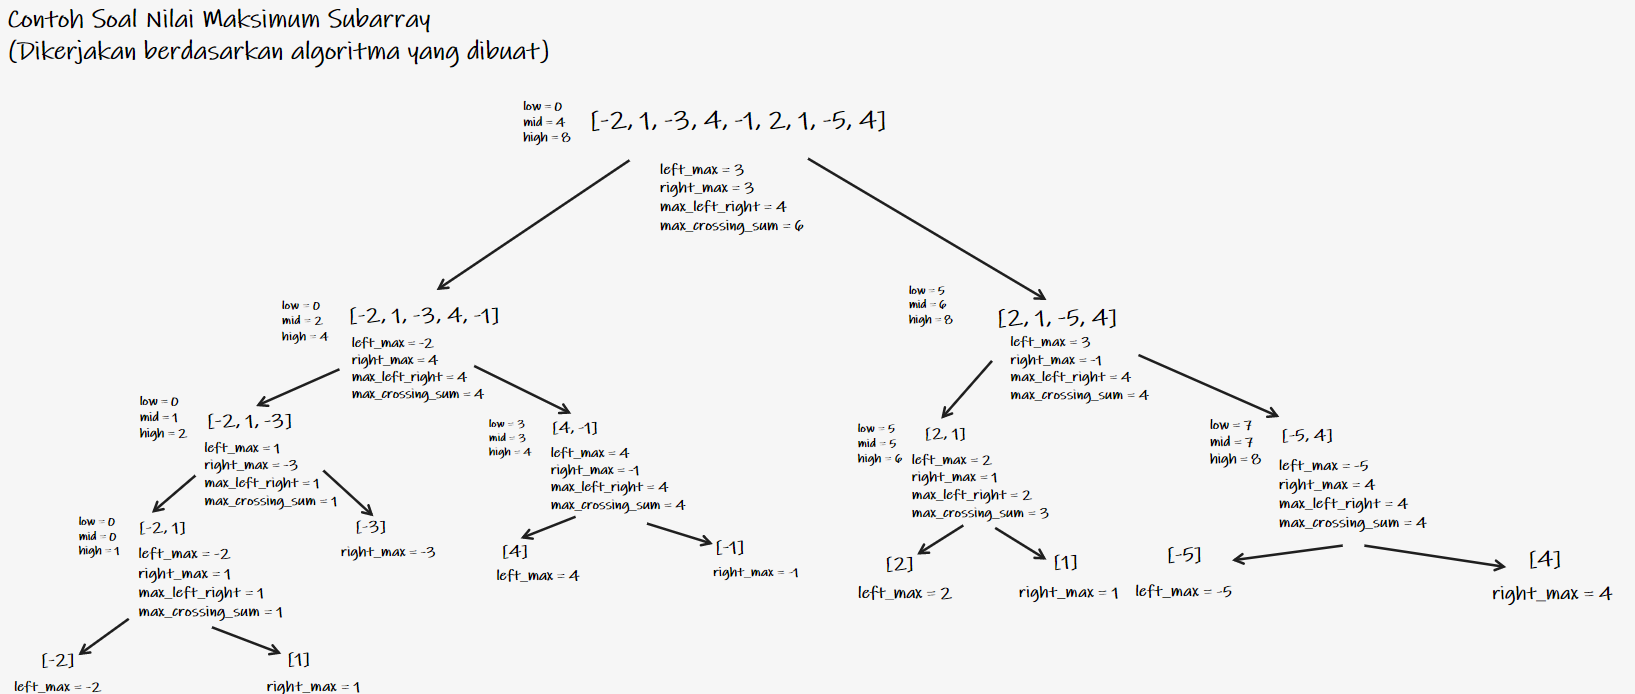 Contoh Soal Nilai Maksimum Subarray
(Dikerjakan berdasarkan algoritma yang dibuat)
low = 0
mid = 4
high = 8
[-2, 1, -3, 4, -1, 2, 1, -5, 4]
left_max = 3
right_max = 3
max_left_right = 4
max_crossing_sum = 6
low = 0
mid = 2
high = 4
[-2, 1, -3, 4, -1]
left_max = -2
right_max = 4
max_left_right = 4
max_crossing_sum = 4
low = 5
mid = 6
high = 8
[2, 1, -5, 4]
left_max = 3
right_max = -1
max_left_right = 4
max_crossing_sum = 4
low = 0
mid = 1
high = 2
[-2, 1, -3]
left_max = 1
right_max = -3
max_left_right = 1
max_crossing_sum = 1
low = 3
mid = 3
high = 4
[4, -1]
left_max = 4
right_max = -1
max_left_right = 4
max_crossing_sum = 4
low = 5
mid = 5
high = 6
[2, 1]
left_max = 2
right_max = 1
max_left_right = 2
max_crossing_sum = 3
low = 7
mid = 7
high = 8
[-5, 4]
left_max = -5
right_max = 4
max_left_right = 4
max_crossing_sum = 4
low = 0
mid = 0
high = 1
[-2, 1]
left_max = -2
right_max = 1
max_left_right = 1
max_crossing_sum = 1
[-3]
right_max = -3
[4]
left_max = 4
[-1]
right_max = -1
[2]
left_max = 2
[1]
right_max = 1
[-5]
left_max = -5
[4]
right_max = 4
[-2]
left_max = -2
[1]
right_max = 1